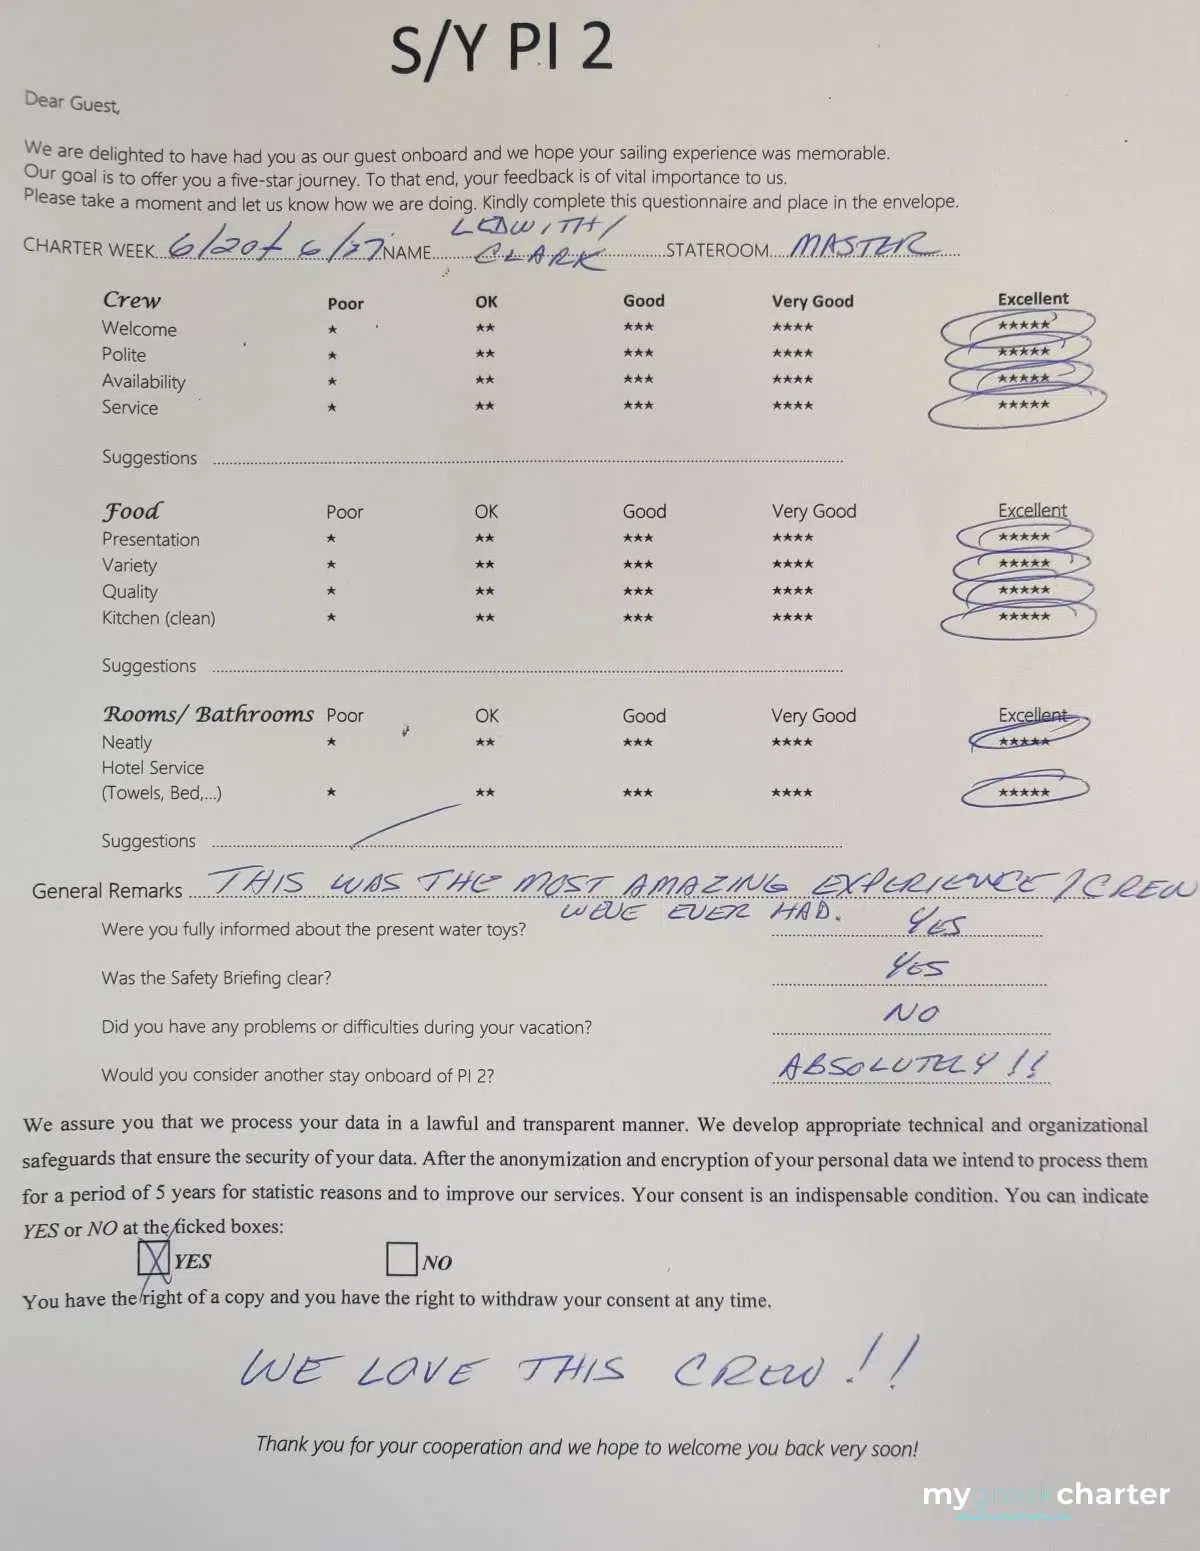 S/Y PI 2
Dear Guest,
We are delighted to have had you as our guest onboard and we hope your sailing experience was memorable.
Our goal is to offer you a five-star journey. To that end, your feedback is of vital importance to us.
Please take a moment and let us know how we are doing. Kindly complete this questionnaire and place in the envelope.
LEDWITH/
CHARTER WEEK 6/20 6/27 NAME CLARK STATEROOM MASTER
Crew Poor OK Good Very Good Excellent
Welcome ★ ★★ ★★★ ★★★★ ★★★★★
Polite ★ ★★ ★★★ ★★★★ ★★★★★
Availability ★ ★★ ★★★ ★★★★ ★★★★★
Service ★ ★★ ★★★ ★★★★ ★★★★★
Suggestions
Food Poor OK Good Very Good Excellent
Presentation ★ ★★ ★★★ ★★★★ ★★★★★
Variety ★ ★★ ★★★ ★★★★ ★★★★★
Quality ★ ★★ ★★★ ★★★★ ★★★★★
Kitchen (clean) ★ ★★ ★★★ ★★★★ ★★★★★
Suggestions
Rooms/ Bathrooms Poor OK Good Very Good Excellent
Neatly ★ ★★ ★★★ ★★★★ ★★★★★
Hotel Service
(Towels, Bed,...) ★ ★★ ★★★ ★★★★ ★★★★★
Suggestions
General Remarks THIS WAS THE MOST AMAZING EXPERIENCE/CREW
WE'VE EVER HAD.
Were you fully informed about the present water toys? YES
Was the Safety Briefing clear? YES
Did you have any problems or difficulties during your vacation? NO
Would you consider another stay onboard of PI 2? ABSOLUTELY!!
We assure you that we process your data in a lawful and transparent manner. We develop appropriate technical and organizational
safeguards that ensure the security of your data. After the anonymization and encryption of your personal data we intend to process them
for a period of 5 years for statistic reasons and to improve our services. Your consent is an indispensable condition. You can indicate
YES or NO at the ticked boxes:
X YES NO
You have the right of a copy and you have the right to withdraw your consent at any time.
WE LOVE THIS CREW!!
Thank you for your cooperation and we hope to welcome you back very soon!
mygreekcharter